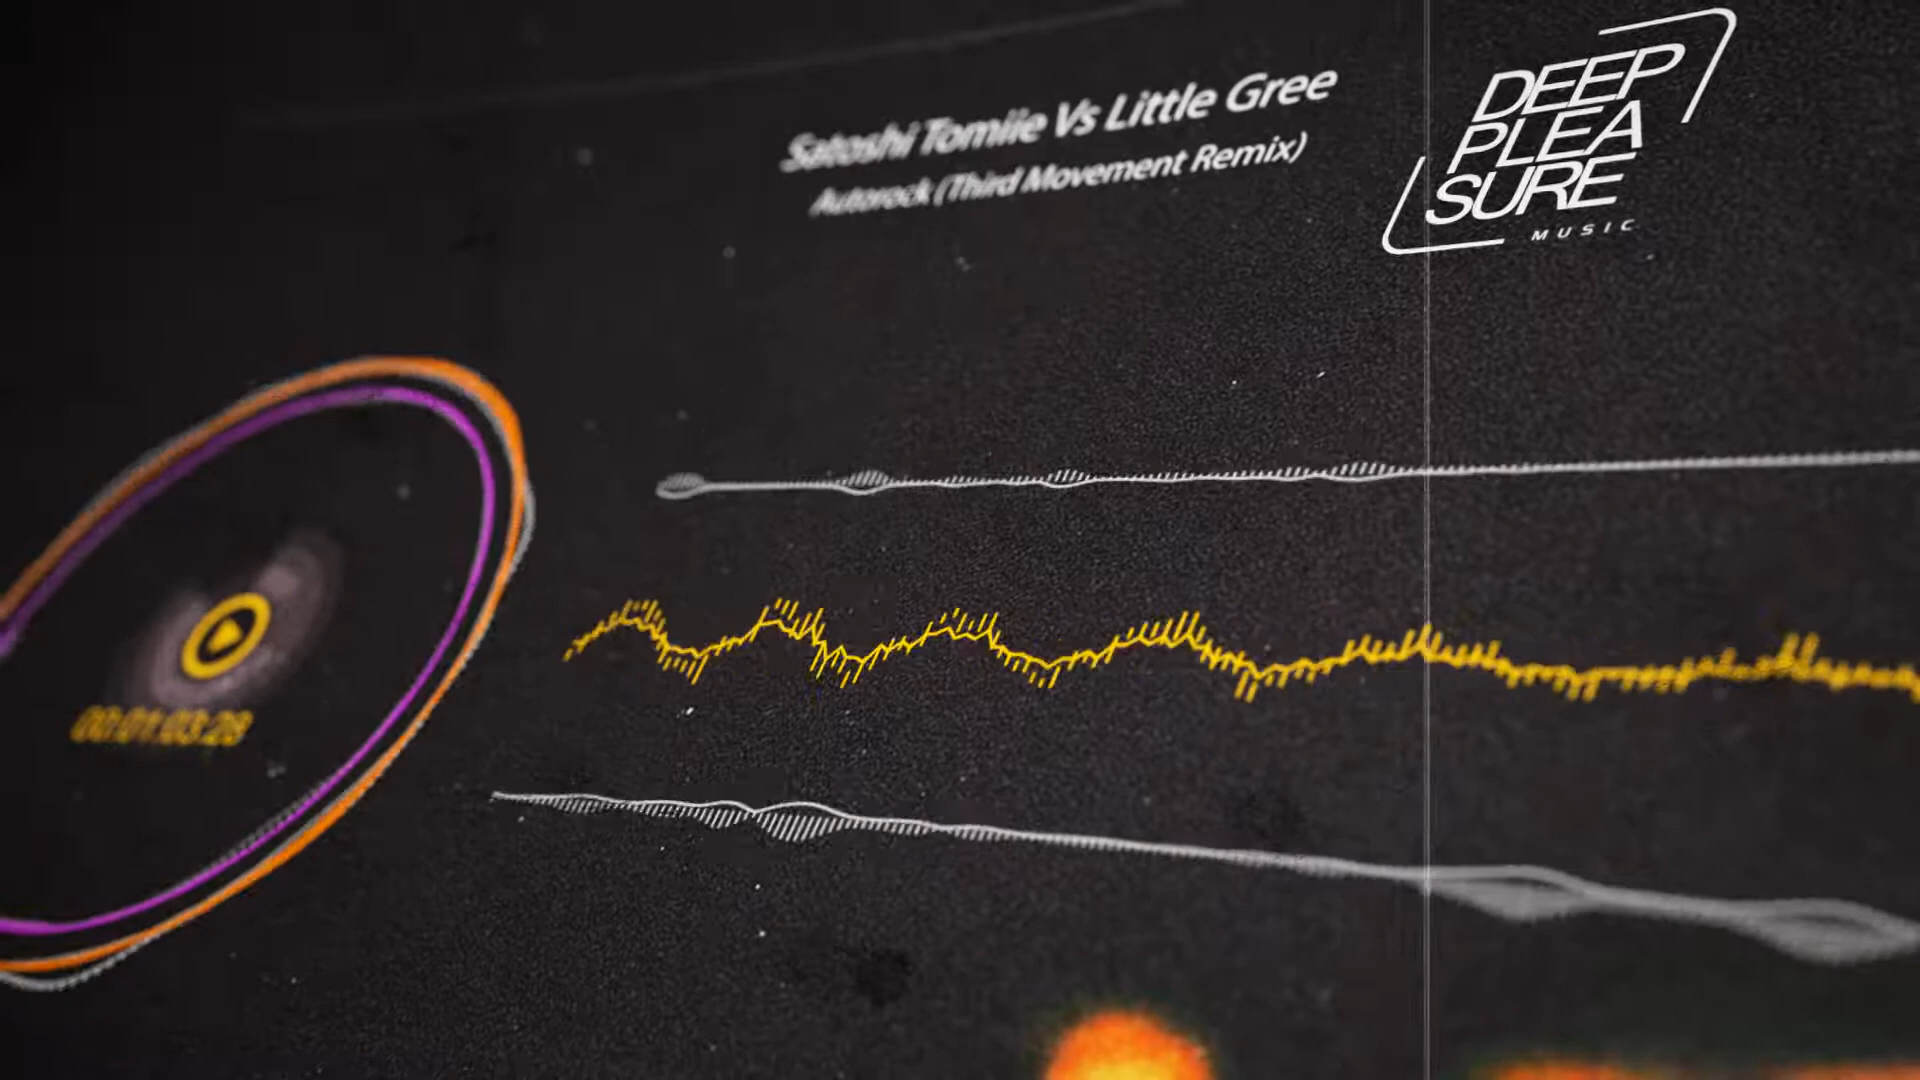 Satoshi Tomiie Vs Little Gree
Autorock (Third Movement Remix)
DEEP
PLEA
SURE
MUSIC
00:01:03:28